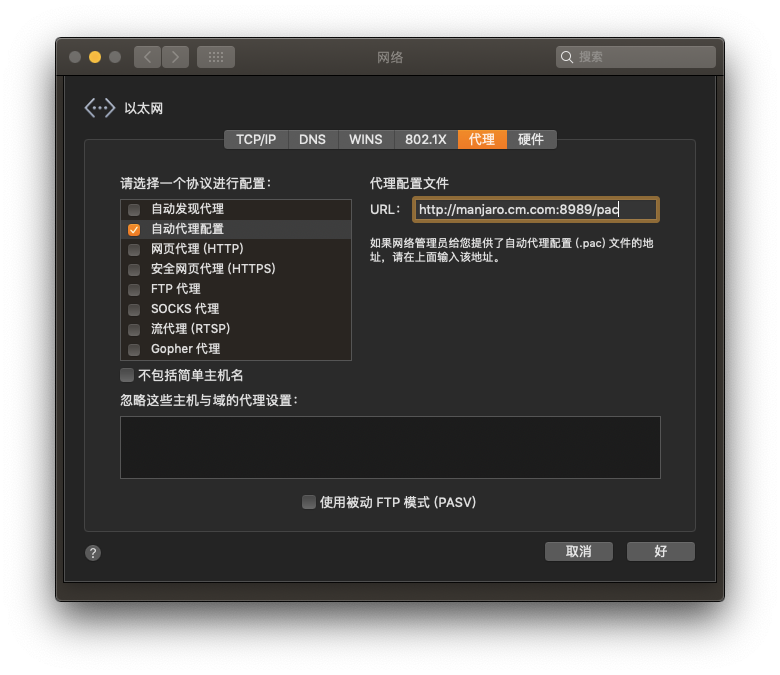 网络
搜索
以太网
TCP/IP DNS WINS 802.1X 代理 硬件
请选择一个协议进行配置：
自动发现代理
自动代理配置
网页代理 (HTTP)
安全网页代理 (HTTPS)
FTP 代理
SOCKS 代理
流代理 (RTSP)
Gopher 代理
代理配置文件
URL： http://manjaro.cm.com:8989/pac
如果网络管理员给您提供了自动代理配置 (.pac) 文件的地
址，请在上面输入该地址。
不包括简单主机名
忽略这些主机与域的代理设置：
使用被动 FTP 模式 (PASV)
?
取消 好